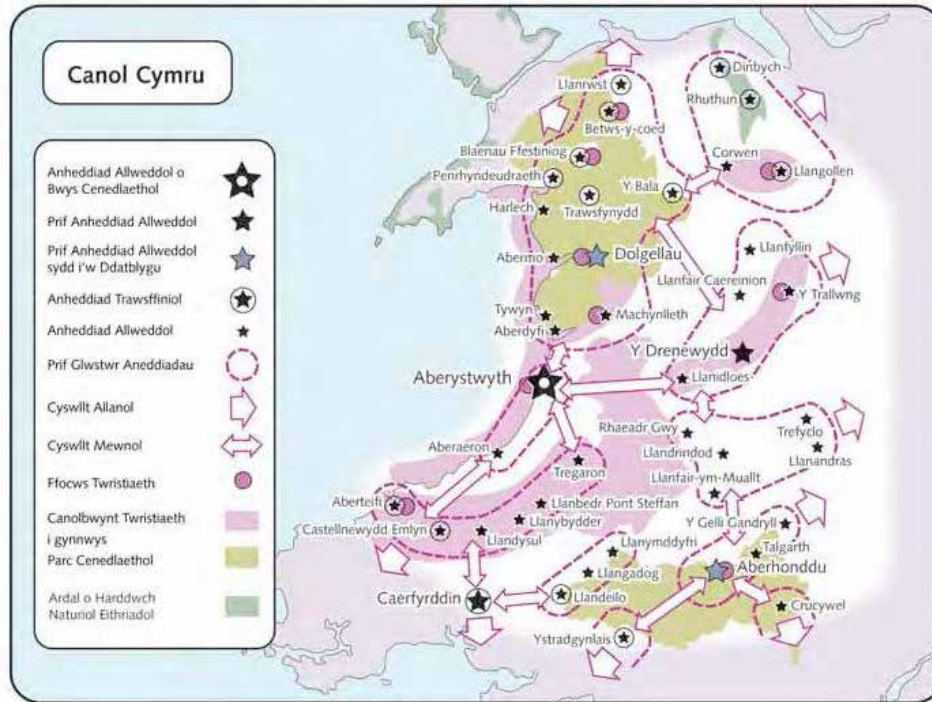 Canol Cymru
Anheddiad Allweddol o
Bwys Cenedlaethol
Prif Anheddiad Allweddol
Prif Anheddiad Allweddol
sydd i'w Ddatblygu
Anheddiad Trawsffiniol
Anheddiad Allweddol
Prif Glwstwr Aneddiadau
Cyswllt Allanol
Cyswllt Mewnol
Ffocws Twristiaeth
Canolbwynt Twristiaeth
i gynnwys
Parc Cenedlaethol
Ardal o Harddwch
Naturiol Eithriadol
Dinbych
Llanrwst
Rhuthun
Betws-y-coed
Blaenau Ffestiniog
Corwen
Penrhyndeudraeth
Llangollen
Y Bala
Trawsfynydd
Harlech
Llanfyllin
Abermo
Dolgellau
Llanfair Caereinion
Y Trallwng
Tywyn
Machynlleth
Aberdyfi
Y Drenewydd
Aberystwyth
Llanidloes
Rhaeadr Gwy
Trefyclo
Aberaeron
Llandrindod
Llanandras
Tregaron
Llanfair-ym-Muallt
Aberteifi
Llanbedr Pont Steffan
Castellnewydd Emlyn
Llanybydder
Y Gelli Gandryll
Llandysul
Llanymddyfri
Talgarth
Llangadog
Aberhonddu
Caerfyrddin
Llandeilo
Crucywel
Ystradgynlais